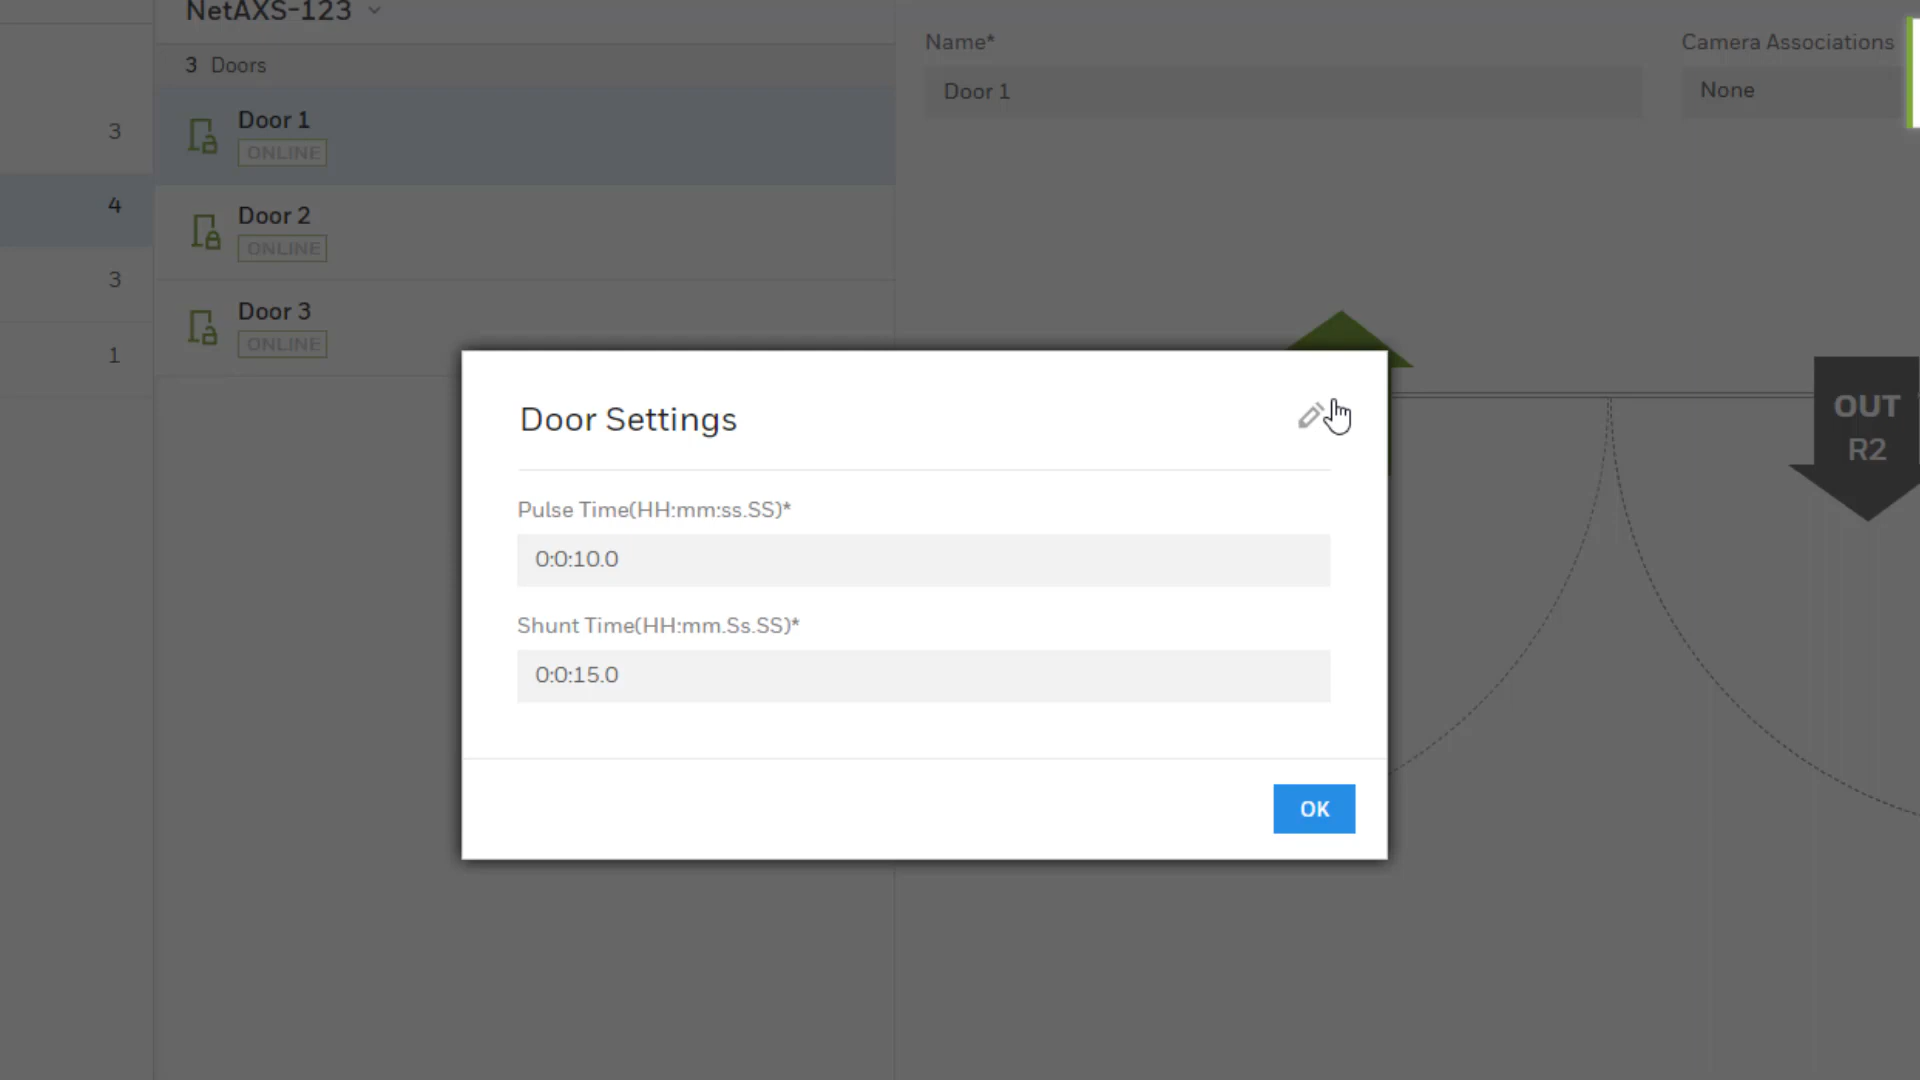 NetAXS-123
3 Doors
Name*
Camera Associations
Door 1
None
3
4
3
1
Door 1
ONLINE
Door 2
ONLINE
Door 3
ONLINE
OUT
R2
Door Settings
Pulse Time(HH:mm:ss.SS)*
0:0:10.0
Shunt Time(HH:mm.Ss.SS)*
0:0:15.0
OK